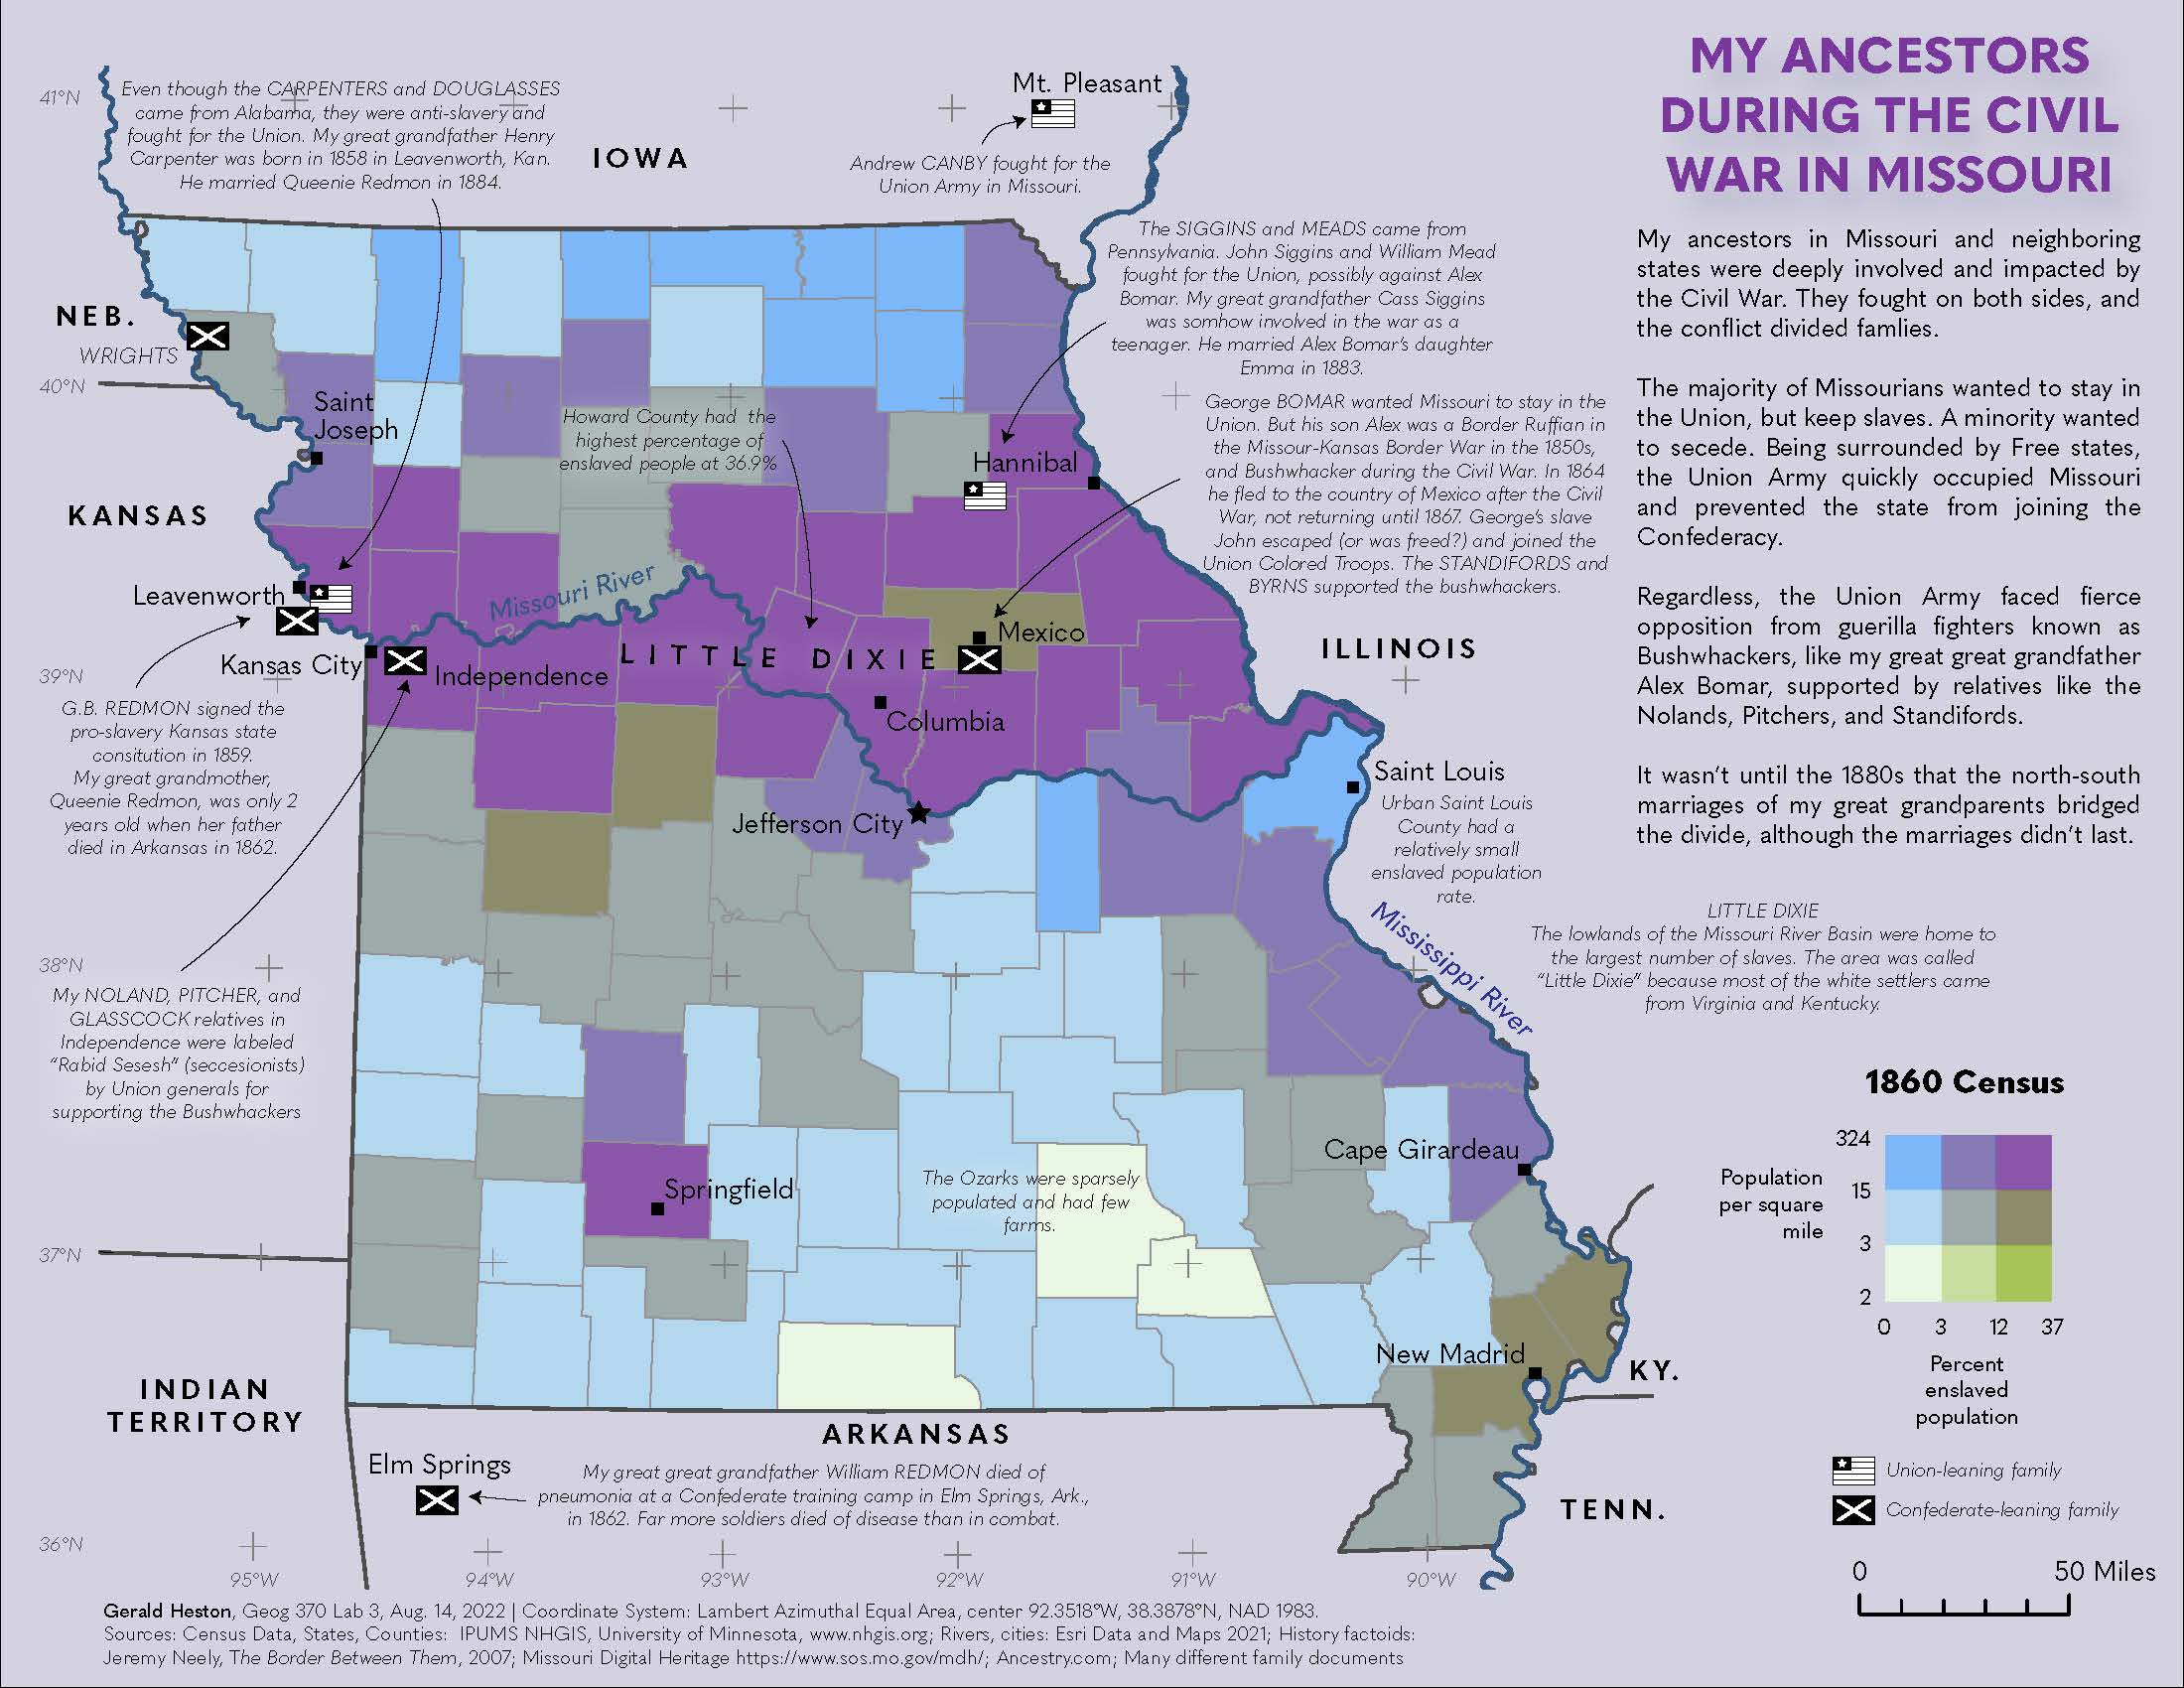 MY ANCESTORS
DURING THE CIVIL
WAR IN MISSOURI
My ancestors in Missouri and neighboring
states were deeply involved and impacted by
the Civil War. They fought on both sides, and
the conflict divided famlies.
The majority of Missourians wanted to stay in
the Union, but keep slaves. A minority wanted
to secede. Being surrounded by Free states,
the Union Army quickly occupied Missouri
and prevented the state from joining the
Confederacy.
Regardless, the Union Army faced fierce
opposition from guerilla fighters known as
Bushwhackers, like my great great grandfather
Alex Bomar, supported by relatives like the
Nolands, Pitchers, and Standifords.
It wasn't until the 1880s that the north-south
marriages of my great grandparents bridged
the divide, although the marriages didn't last.
41°N
Even though the CARPENTERS and DOUGLASSES
came from Alabama, they were anti-slavery and
fought for the Union. My great grandfather Henry
Carpenter was born in 1858 in Leavenworth, Kan.
He married Queenie Redmon in 1884.
IOWA
Mt. Pleasant
Andrew CANBY fought for the
Union Army in Missouri.
The SIGGINS and MEADS came from
Pennsylvania. John Siggins and William Mead
fought for the Union, possibly against Alex
Bomar. My great grandfather Cass Siggins
was somhow involved in the war as a
teenager. He married Alex Bomar's daughter
Emma in 1883.
NEB.
WRIGHTS
40°N
Saint
Joseph
Howard County had the
highest percentage of
enslaved people at 36.9%
Hannibal
George BOMAR wanted Missouri to stay in the
Union. But his son Alex was a Border Ruffian in
the Missour-Kansas Border War in the 1850s,
and Bushwhacker during the Civil War. In 1864
he fled to the country of Mexico after the Civil
War, not returning until 1867. George's slave
John escaped (or was freed?) and joined the
Union Colored Troops. The STANDIFORDS and
BYRNS supported the bushwhackers.
KANSAS
Leavenworth
Missouri River
Mexico
ILLINOIS
Kansas City
Independence
LITTLE DIXIE
39°N
G.B. REDMON signed the
pro-slavery Kansas state
consitution in 1859.
My great grandmother,
Queenie Redmon, was only 2
years old when her father
died in Arkansas in 1862.
Columbia
Jefferson City
Saint Louis
Urban Saint Louis
County had a
relatively small
enslaved population
rate.
Mississippi River
LITTLE DIXIE
The lowlands of the Missouri River Basin were home to
the largest number of slaves. The area was called
"Little Dixie" because most of the white settlers came
from Virginia and Kentucky.
38°N
My NOLAND, PITCHER, and
GLASSCOCK relatives in
Independence were labeled
"Rabid Sesesh" (seccesionists)
by Union generals for
supporting the Bushwhackers
Springfield
The Ozarks were sparsely
populated and had few
farms.
Cape Girardeau
37°N
New Madrid
KY.
INDIAN
TERRITORY
ARKANSAS
TENN.
Elm Springs
My great great grandfather William REDMON died of
pneumonia at a Confederate training camp in Elm Springs, Ark.,
in 1862. Far more soldiers died of disease than in combat.
36°N
95°W
94°W
93°W
92°W
91°W
90°W
1860 Census
324
15
3
2
Population
per square
mile
0
3
12
37
Percent
enslaved
population
Union-leaning family
Confederate-leaning family
0
50 Miles
Gerald Heston, Geog 370 Lab 3, Aug. 14, 2022 | Coordinate System: Lambert Azimuthal Equal Area, center 92.3518°W, 38.3878°N, NAD 1983.
Sources: Census Data, States, Counties: IPUMS NHGIS, University of Minnesota, www.nhgis.org; Rivers, cities: Esri Data and Maps 2021; History factoids:
Jeremy Neely, The Border Between Them, 2007; Missouri Digital Heritage https://www.sos.mo.gov/mdh/; Ancestry.com; Many different family documents